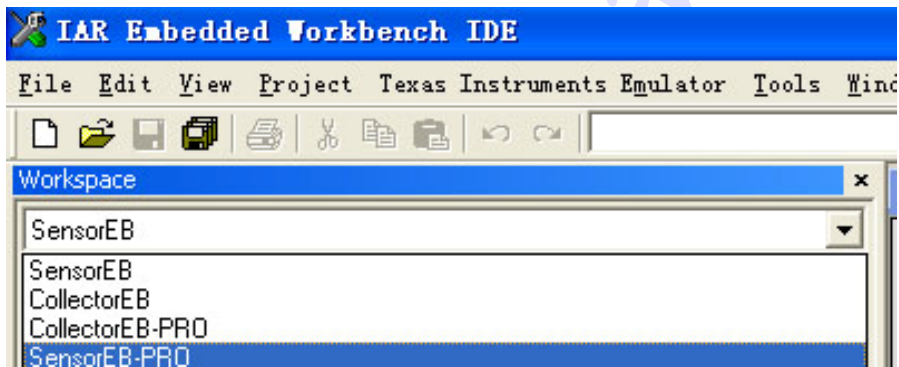 IAR Embedded Workbench IDE
File Edit View Project Texas Instruments Emulator Tools
Workspace
SensorEB
SensorEB
CollectorEB
CollectorEB-PRO
SensorEB-PRO